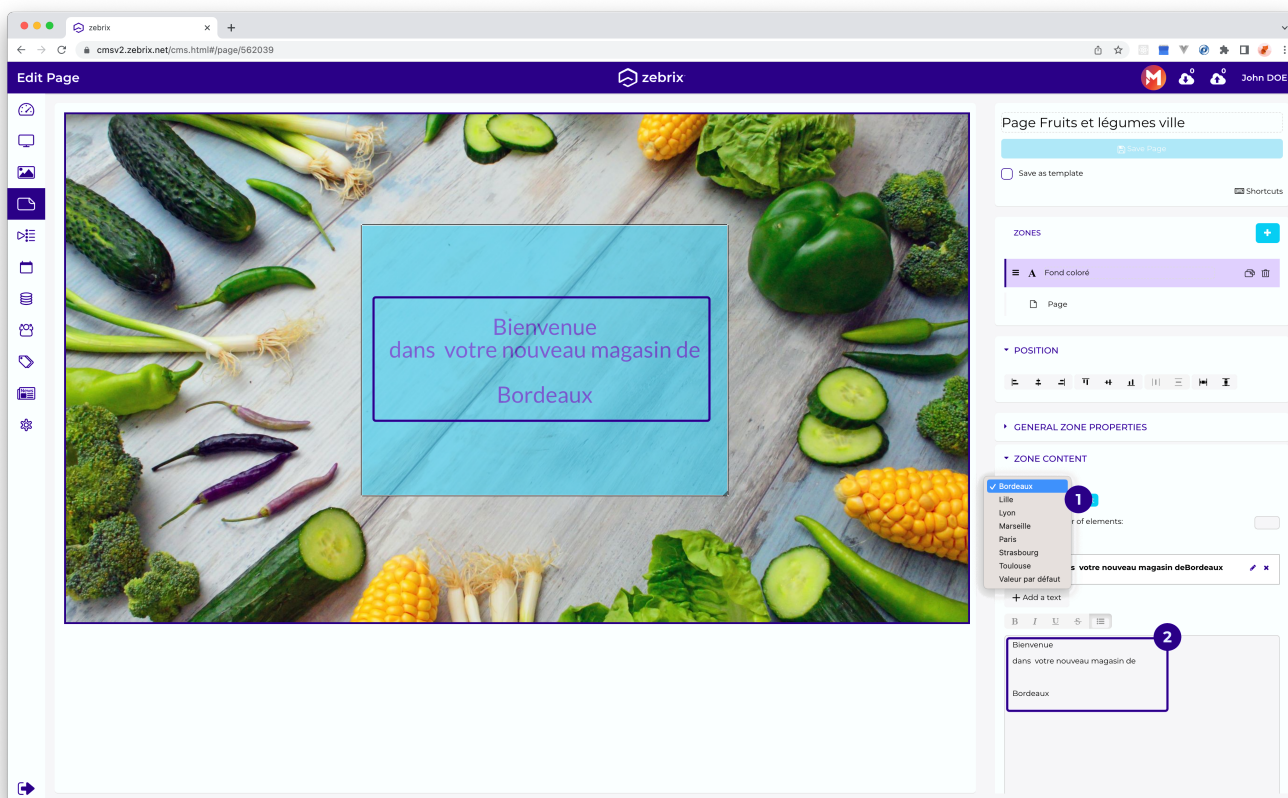 zebrix
cmsv2.zebrix.net/cms.html#/page/562039
Edit Page
zebrix
John DOE
Page Fruits et légumes ville
Save Page
Save as template
Shortcuts
ZONES
A Fond coloré
Page
POSITION
GENERAL ZONE PROPERTIES
ZONE CONTENT
Bienvenue
dans votre nouveau magasin de
Bordeaux
✓ Bordeaux
Lille
Lyon
Marseille
Paris
Strasbourg
Toulouse
Valeur par défaut
1
r of elements:
s votre nouveau magasin deBordeaux
+ Add a text
B I U S
2
Bienvenue
dans votre nouveau magasin de
Bordeaux